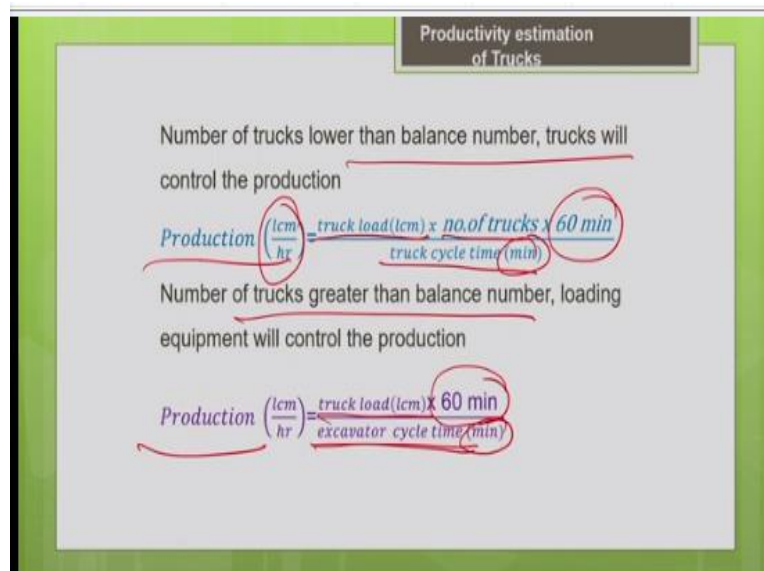 Productivity estimation
of Trucks
Number of trucks lower than balance number, trucks will
control the production
Production (lcm/hr)=truck load(lcm) x no.of trucks x 60 min/truck cycle time (min)
Number of trucks greater than balance number, loading
equipment will control the production
Production (lcm/hr)=truck load(lcm)x 60 min/excavator cycle time (min)